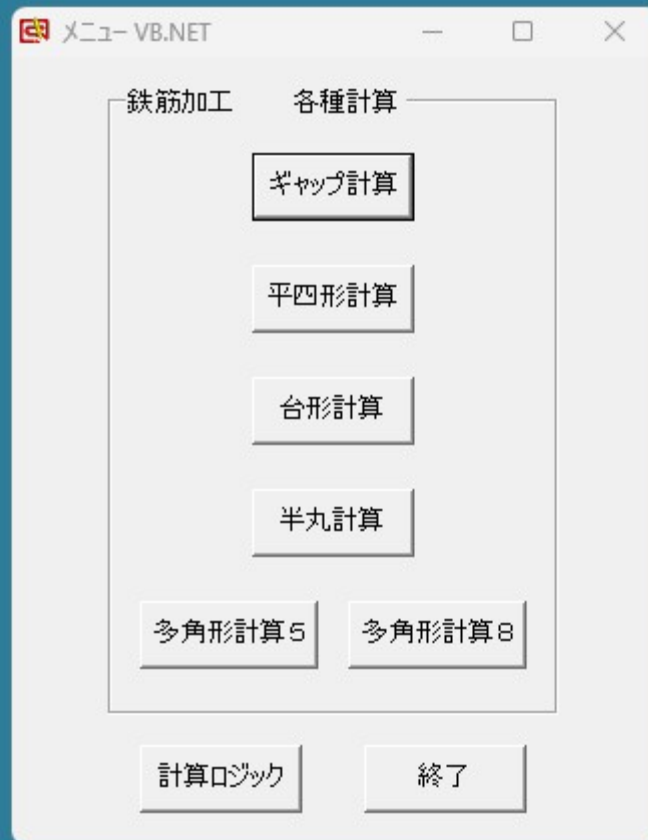 メニュー VB.NET
鉄筋加工　　各種計算
ギャップ計算
平四形計算
台形計算
半丸計算
多角形計算５　多角形計算８
計算ロジック　終了